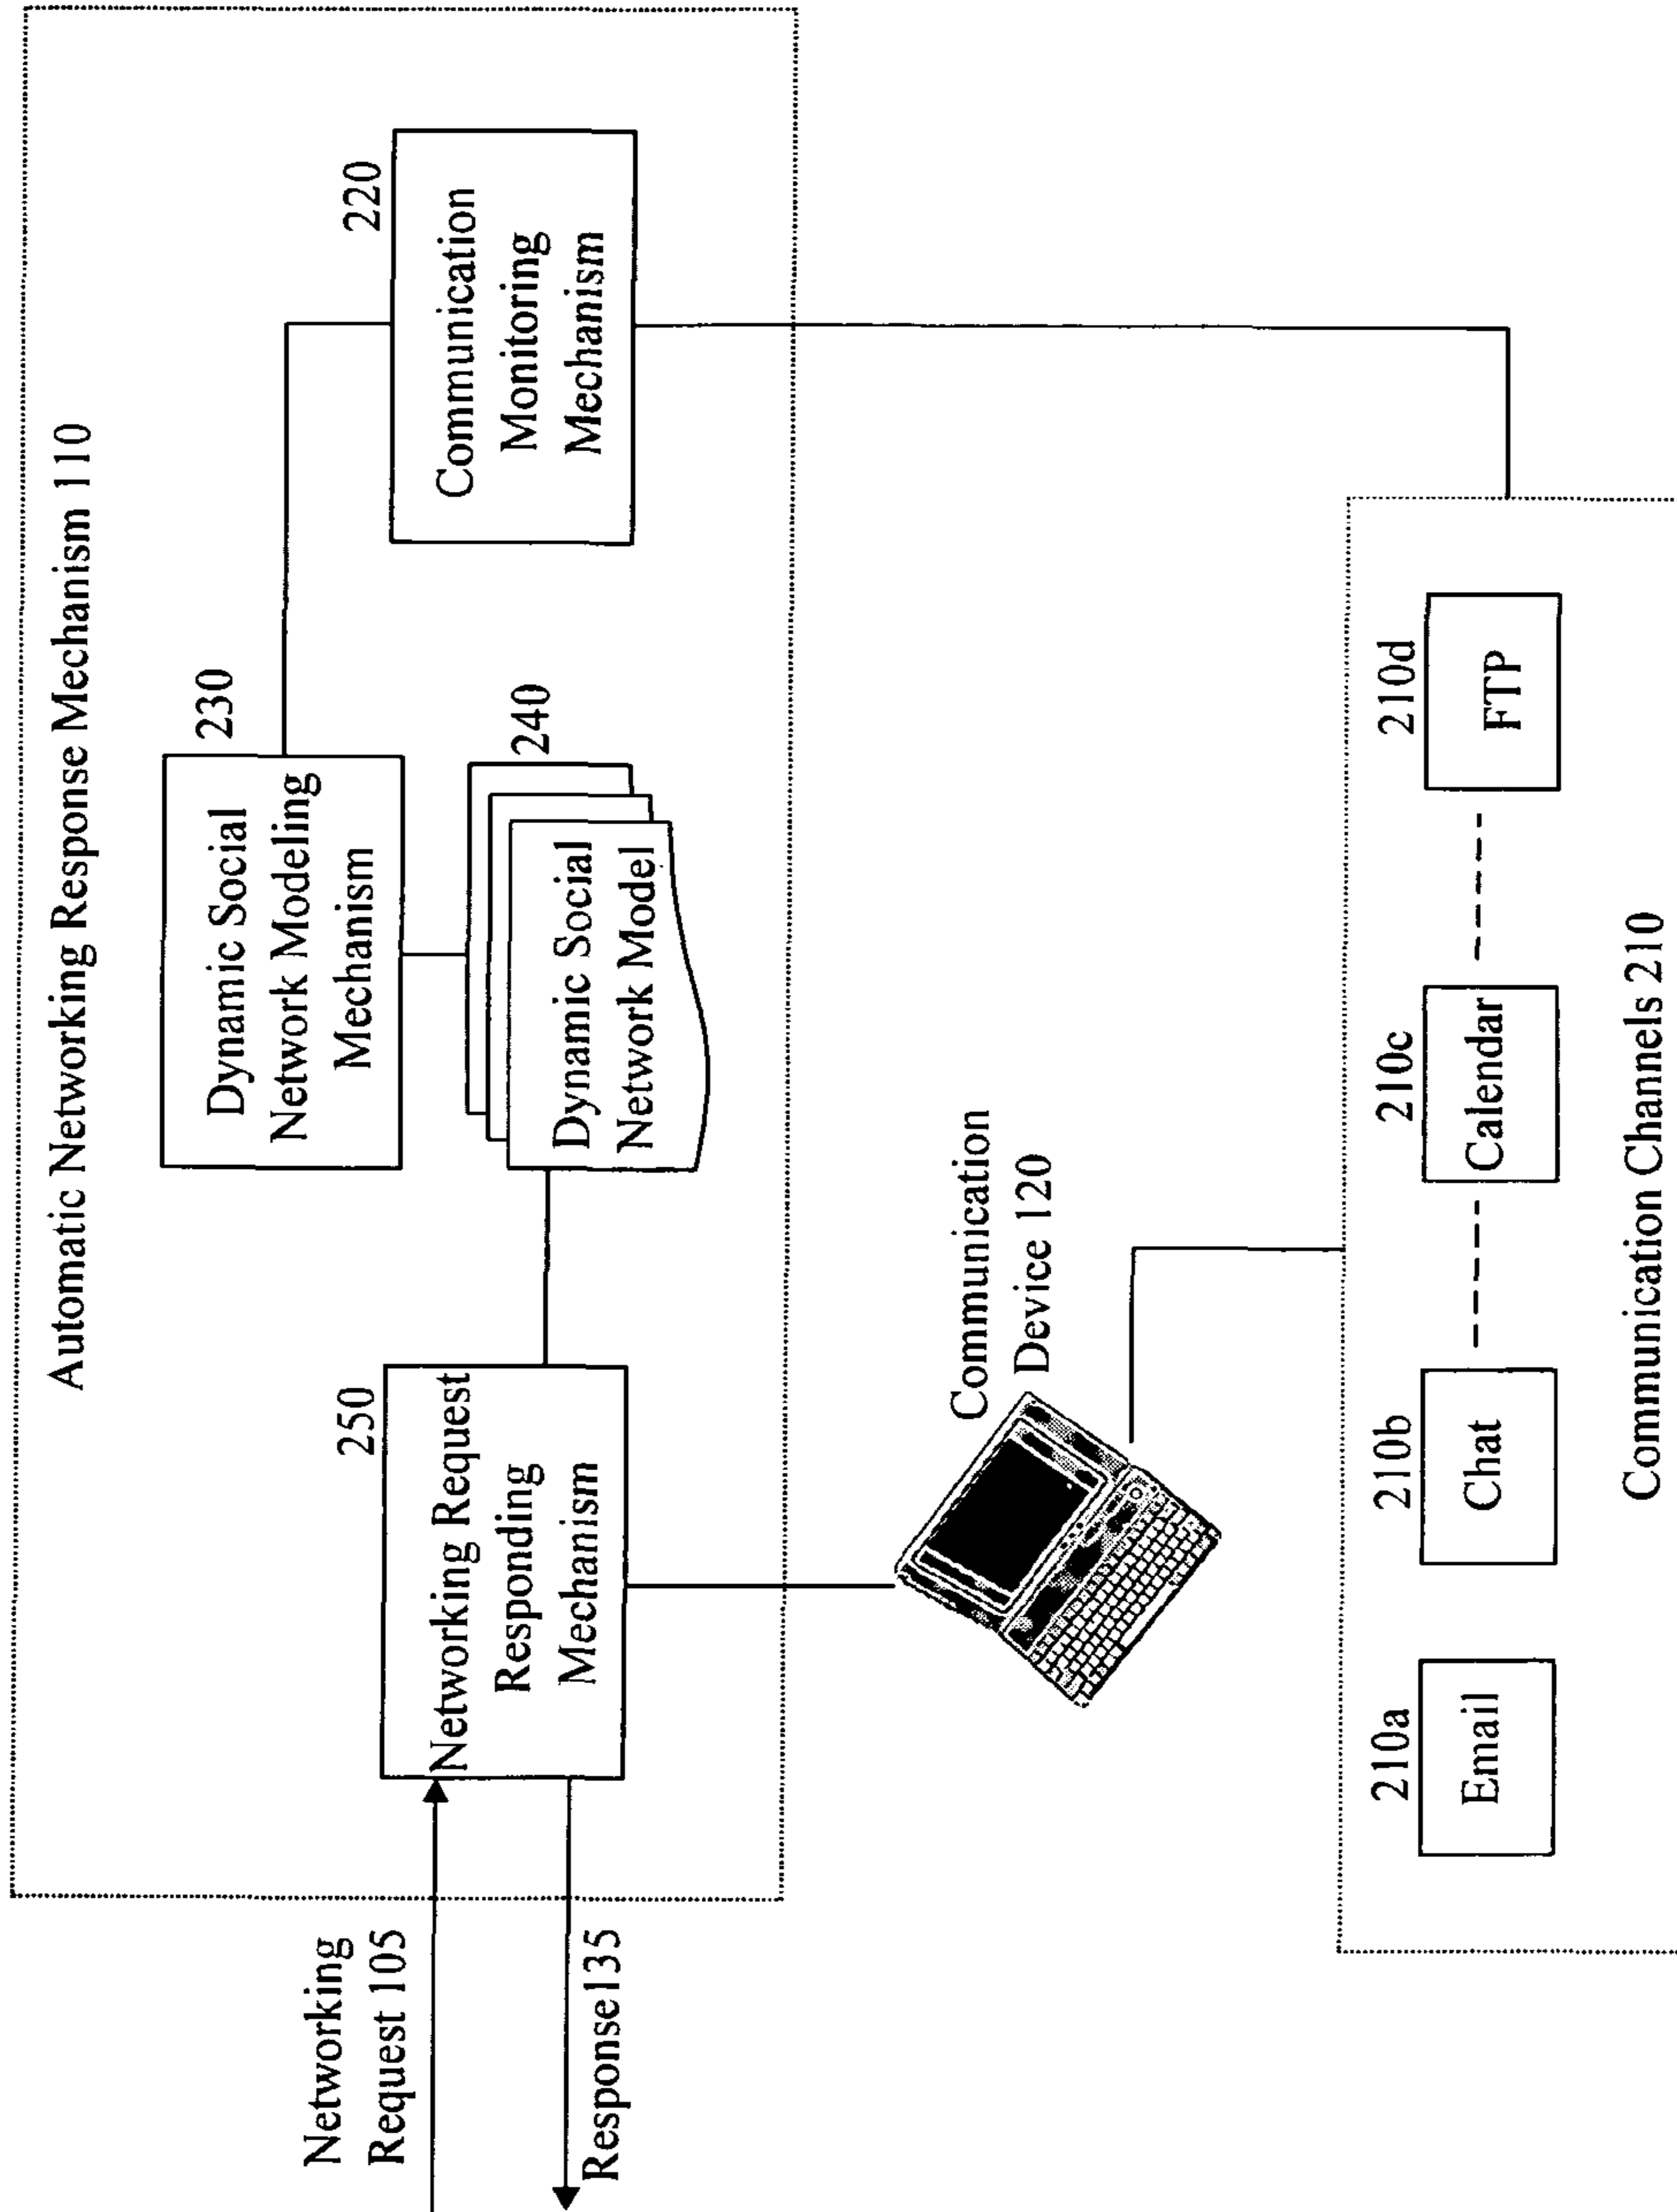 Automatic Networking Response Mechanism 110
Networking
Request 105
Response135
250
Networking Request
Responding
Mechanism
230
Dynamic Social
Network Modeling
Mechanism
240
Dynamic Social
Network Model
220
Communication
Monitoring
Mechanism
Communication
Device 120
210a
Email
210b
Chat
210c
Calendar
210d
FTP
Communication Channels 210